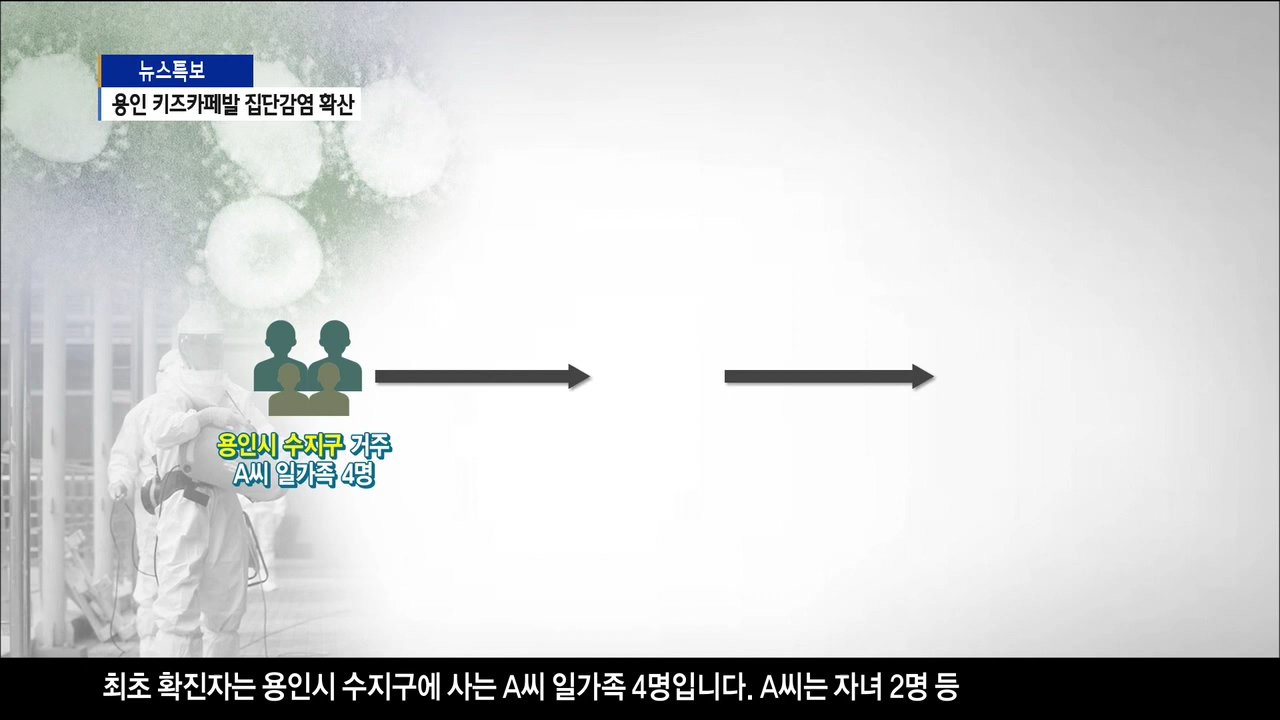 뉴스특보
용인 키즈카페발 집단감염 확산
용인시 수지구 거주
A씨 일가족 4명
최초 확진자는 용인시 수지구에 사는 A씨 일가족 4명입니다. A씨는 자녀 2명 등